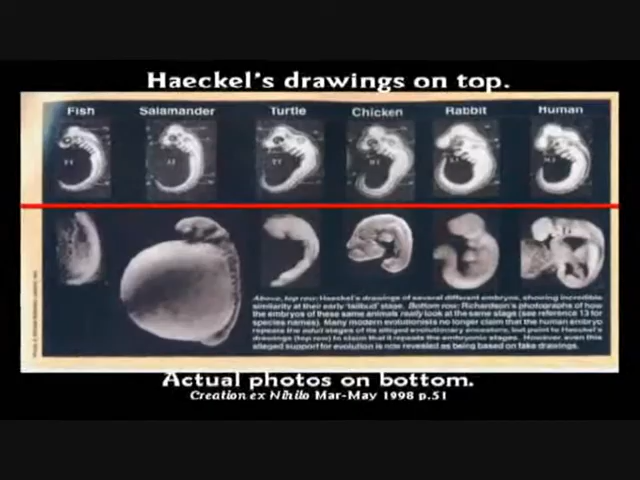 Haeckel's drawings on top.
Fish Salamander Turtle Chicken Rabbit Human
Above, top row: Haeckel's drawings of several different embryos, showing incredible
similarity at their early 'tailbud' stage. Bottom row: Richardson's photographs of how
the embryos of these same animals really look at the same stage (see reference 13 for
species names). Many modern evolutionists no longer claim that the human embryo
repeats the adult stages of its alleged evolutionary ancestors, but point to Haeckel's
drawings (top row) to claim that it repeats the embryonic stages. However even this
alleged support for evolution is now revealed as being based on fake drawings.
Actual photos on bottom.
Creation ex Nihilo Mar-May 1998 p.51